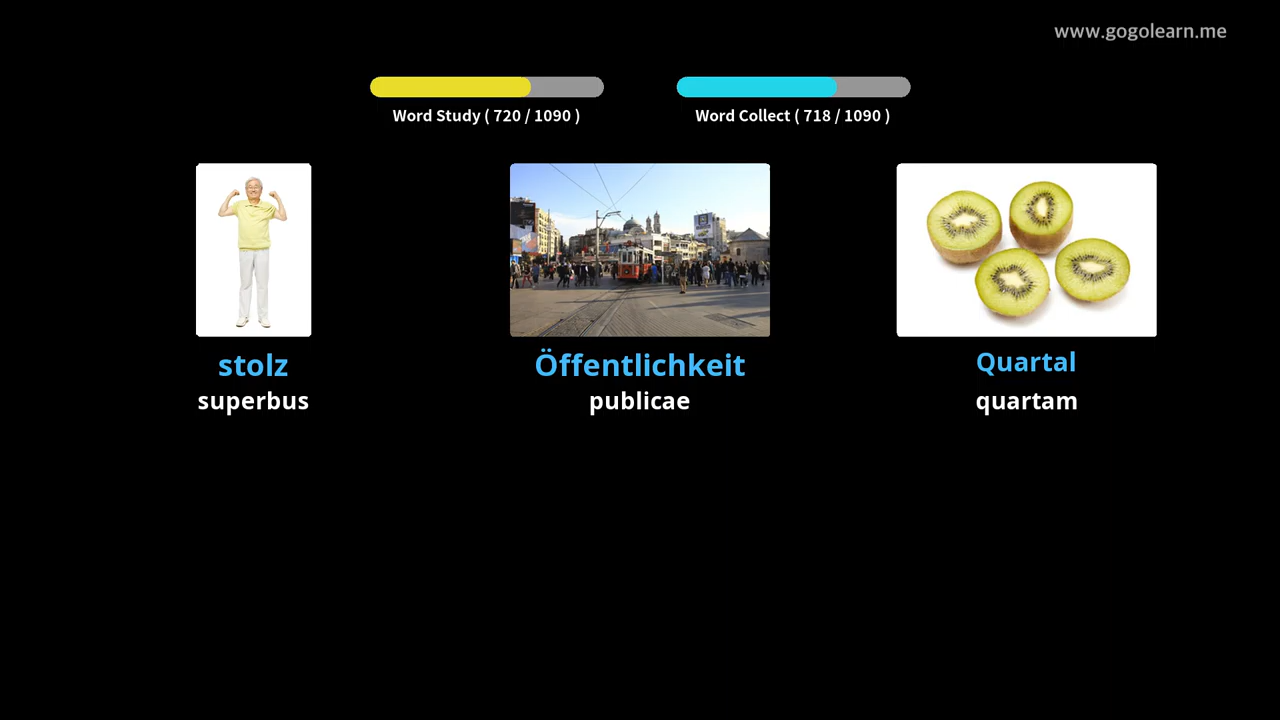 www.gogolearn.me
Word Study ( 720 / 1090 )
Word Collect ( 718 / 1090 )
stolz
superbus
Öffentlichkeit
publicae
Quartal
quartam